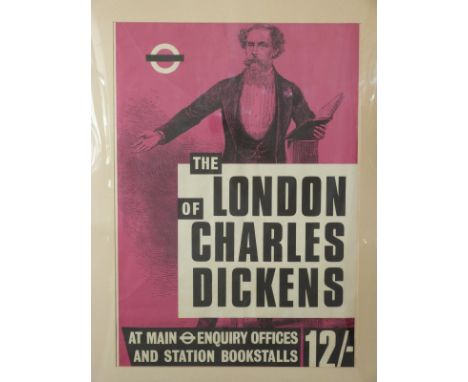 THE
OF LONDON
CHARLES
DICKENS
AT MAIN ENQUIRY OFFICES
AND STATION BOOKSTALLS
12/-